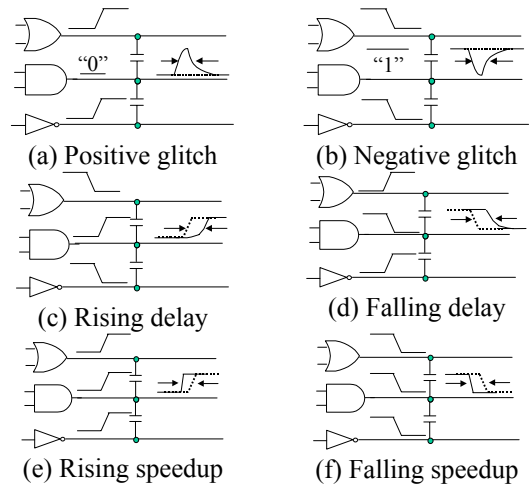 “0”
“1”
(a) Positive glitch
(b) Negative glitch
(c) Rising delay
(d) Falling delay
(e) Rising speedup
(f) Falling speedup